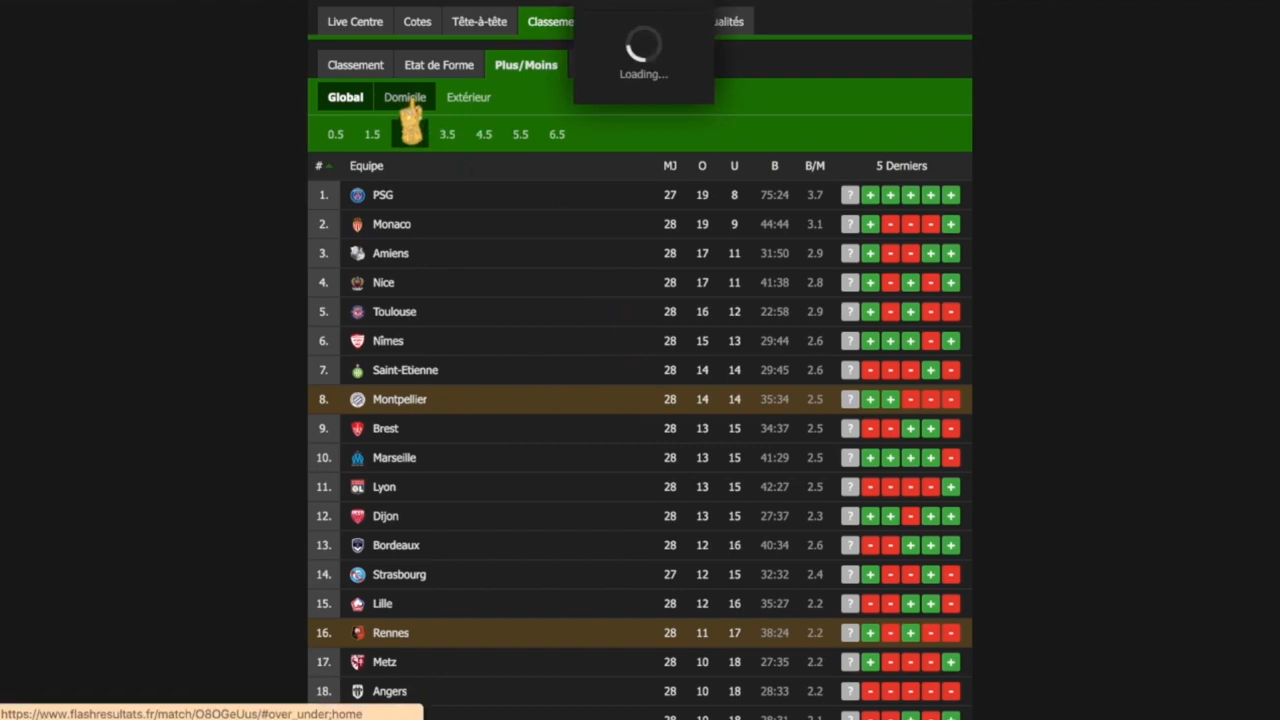 Live Centre Cotes Tête-à-tête Classeme ualités
Loading...
Classement Etat de Forme Plus/Moins
Global Domicile Extérieur
0.5 1.5 3.5 4.5 5.5 6.5
# Equipe MJ O U B B/M 5 Derniers
1. PSG 27 19 8 75:24 3.7 ? + + + + +
2. Monaco 28 19 9 44:44 3.1 ? + - - - +
3. Amiens 28 17 11 31:50 2.9 ? + - - + +
4. Nice 28 17 11 41:38 2.8 ? + - + - +
5. Toulouse 28 16 12 22:58 2.9 ? + - + - -
6. Nîmes 28 15 13 29:44 2.6 ? + + + - +
7. Saint-Etienne 28 14 14 29:45 2.6 ? - - - + -
8. Montpellier 28 14 14 35:34 2.5 ? + + - - -
9. Brest 28 13 15 34:37 2.5 ? - - + + -
10. Marseille 28 13 15 41:29 2.5 ? + + + + -
11. Lyon 28 13 15 42:27 2.5 ? - - - - +
12. Dijon 28 13 15 27:37 2.3 ? + + - + +
13. Bordeaux 28 12 16 40:34 2.6 ? - - + + +
14. Strasbourg 27 12 15 32:32 2.4 ? + - - + -
15. Lille 28 12 16 35:27 2.2 ? - - + + -
16. Rennes 28 11 17 38:24 2.2 ? + - + - -
17. Metz 28 10 18 27:35 2.2 ? + - - - +
18. Angers 28 10 18 28:33 2.2 ? - - - - -
https://www.flashresultats.fr/match/O8OGeUus/#over_under;home